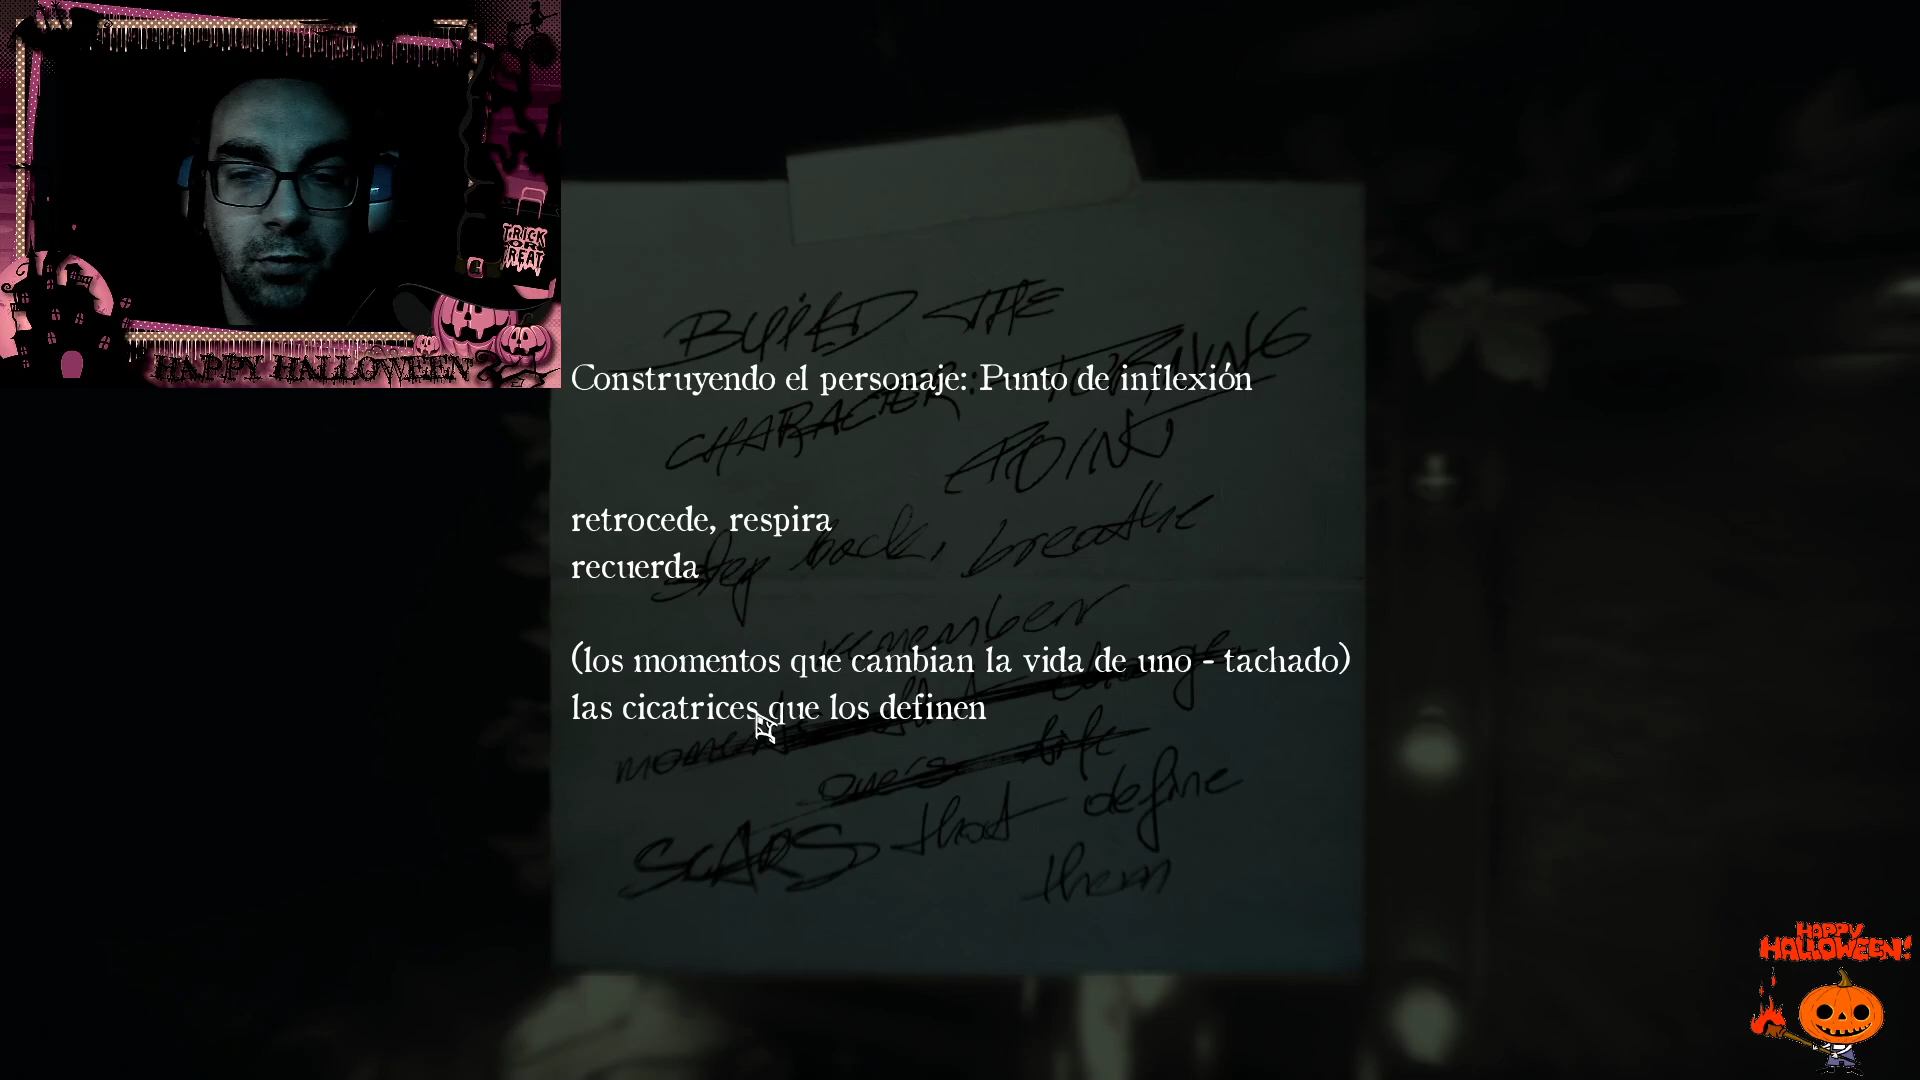 TRICK
OR
TREAT
HAPPY HALLOWEEN
BUILD THE
CHARACTER: TURNING
POINT
step back, breathe
remember
moments that change
ones life
SCARS that define
them
Construyendo el personaje: Punto de inflexión
retrocede, respira
recuerda
(los momentos que cambian la vida de uno - tachado)
las cicatrices que los definen
HAPPY
HALLOWEEN!